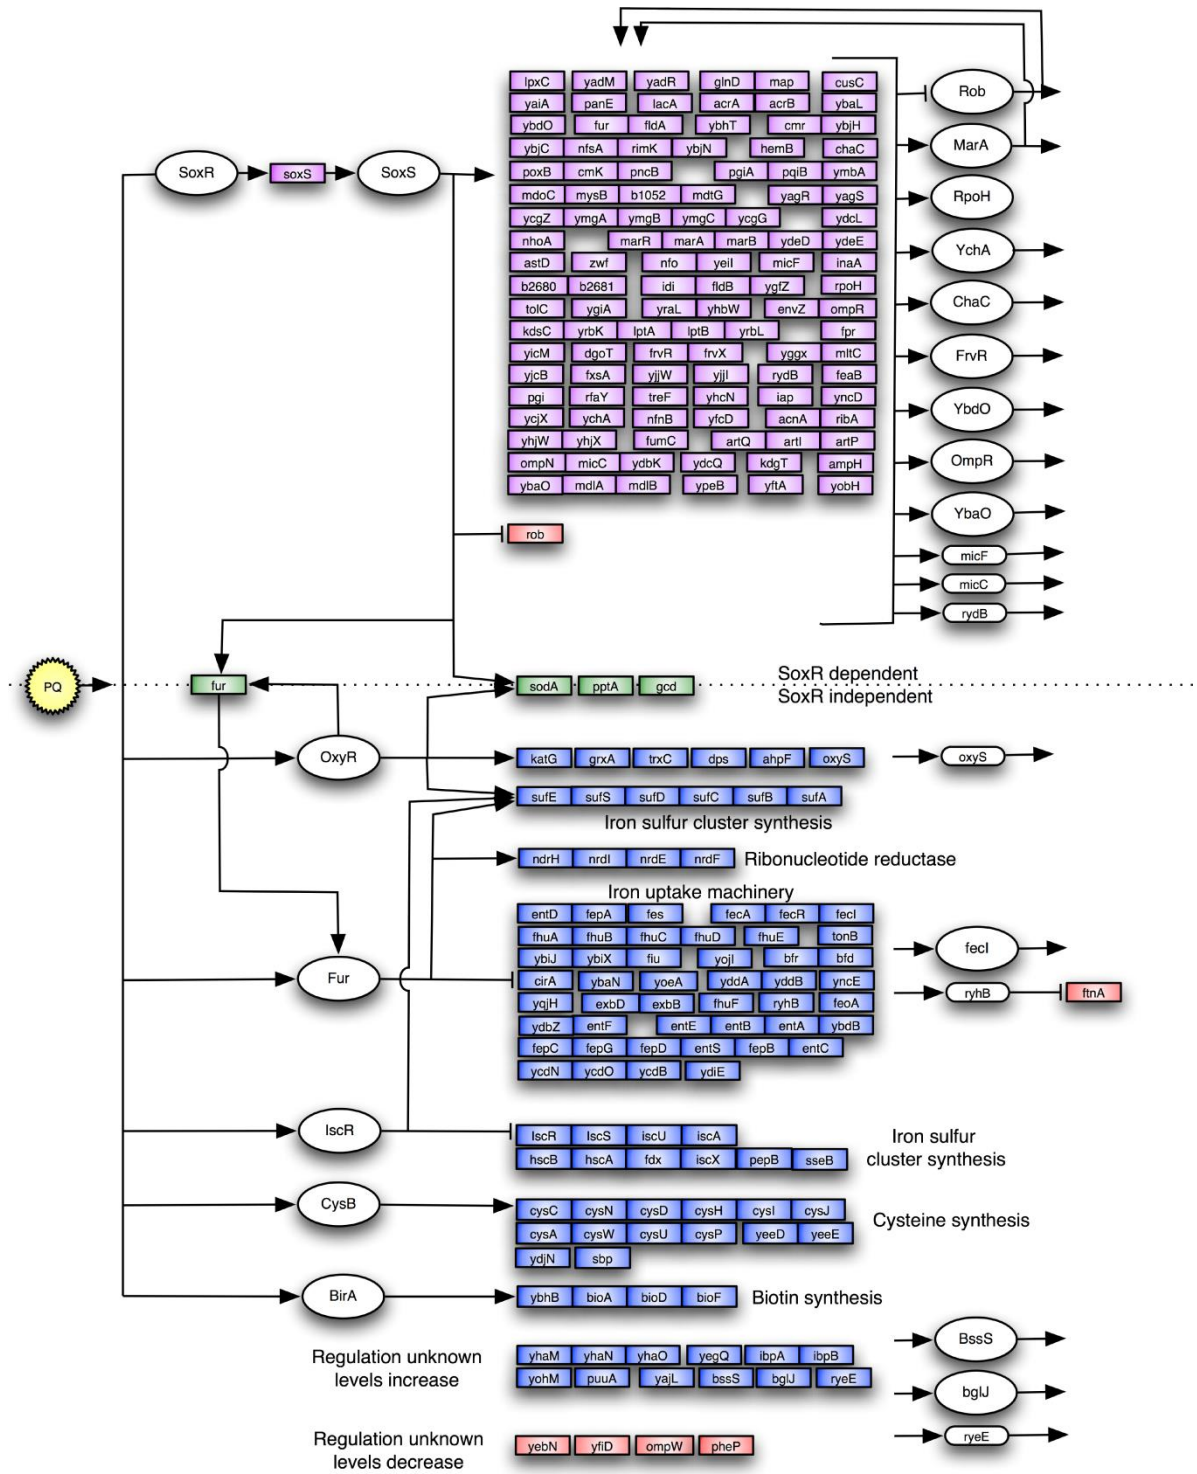 lpxC yadM yadR glnD map cusC
yaiA panE lacA acrA acrB ybaL
ybdO fur fldA ybhT cmr ybjH
ybjC nfsA rimK ybjN hemB chaC
poxB cmK pncB pgiA pqiB ymbA
mdoC mysB b1052 mdtG yagR yagS
ycgZ ymgA ymgB ymgC ycgG ydcL
nhoA marR marA marB ydeD ydeE
astD zwf nfo yeiI micF inaA
b2680 b2681 idi fldB ygfZ rpoH
tolC ygiA yraL yhbW envZ ompR
kdsC yrbK lptA lptB yrbL fpr
yicM dgoT frvR frvX yggx mltC
yjcB fxsA yjjW yjjI rydB feaB
pgi rfaY treF yhcN iap yncD
ycjX ychA nfnB yfcD acnA ribA
yhjW yhjX fumC artQ artI artP
ompN micC ydbK ydcQ kdgT ampH
ybaO mdlA mdlB ypeB yftA yobH
SoxR soxS SoxS
rob
Rob
MarA
RpoH
YchA
ChaC
FrvR
YbdO
OmpR
YbaO
micF
micC
rydB
PQ
fur
sodA pptA gcd
SoxR dependent
SoxR independent
OxyR
katG grxA trxC dps ahpF oxyS
oxyS
sufE sufS sufD sufC sufB sufA
Iron sulfur cluster synthesis
ndrH nrdI nrdE nrdF Ribonucleotide reductase
Iron uptake machinery
Fur
entD fepA fes fecA fecR fecI
fhuA fhuB fhuC fhuD fhuE tonB
ybiJ ybiX fiu yojI bfr bfd
cirA ybaN yoeA yddA yddB yncE
yqjH exbD exbB fhuF ryhB feoA
ydbZ entF entE entB entA ybdB
fepC fepG fepD entS fepB entC
ycdN ycdO ycdB ydiE
fecI
ryhB ftnA
IscR
IscR IscS iscU iscA
hscB hscA fdx iscX pepB sseB
Iron sulfur
cluster synthesis
CysB
cysC cysN cysD cysH cysI cysJ
cysA cysW cysU cysP yeeD yeeE
ydjN sbp
Cysteine synthesis
BirA
ybhB bioA bioD bioF
Biotin synthesis
Regulation unknown
levels increase
yhaM yhaN yhaO yegQ ibpA ibpB
yohM puuA yajL bssS bglJ ryeE
BssS
bglJ
ryeE
Regulation unknown
levels decrease
yebN yfiD ompW pheP